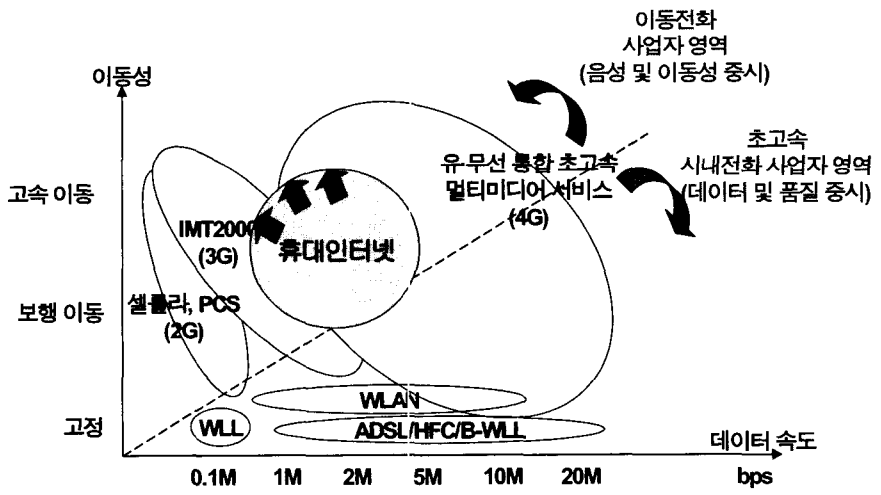 이동전화
사업자 영역
(음성 및 이동성 중시)
이동성
초고속
시내전화 사업자 영역
(데이터 및 품질 중시)
유·무선 통합 초고속
멀티미디어 서비스
(4G)
고속 이동
IMT2000
(3G)
휴대인터넷
보행 이동
셀룰라, PCS
(2G)
WLAN
고정
WLL
ADSL/HFC/B-WLL
데이터 속도
0.1M 1M 2M 5M 10M 20M bps